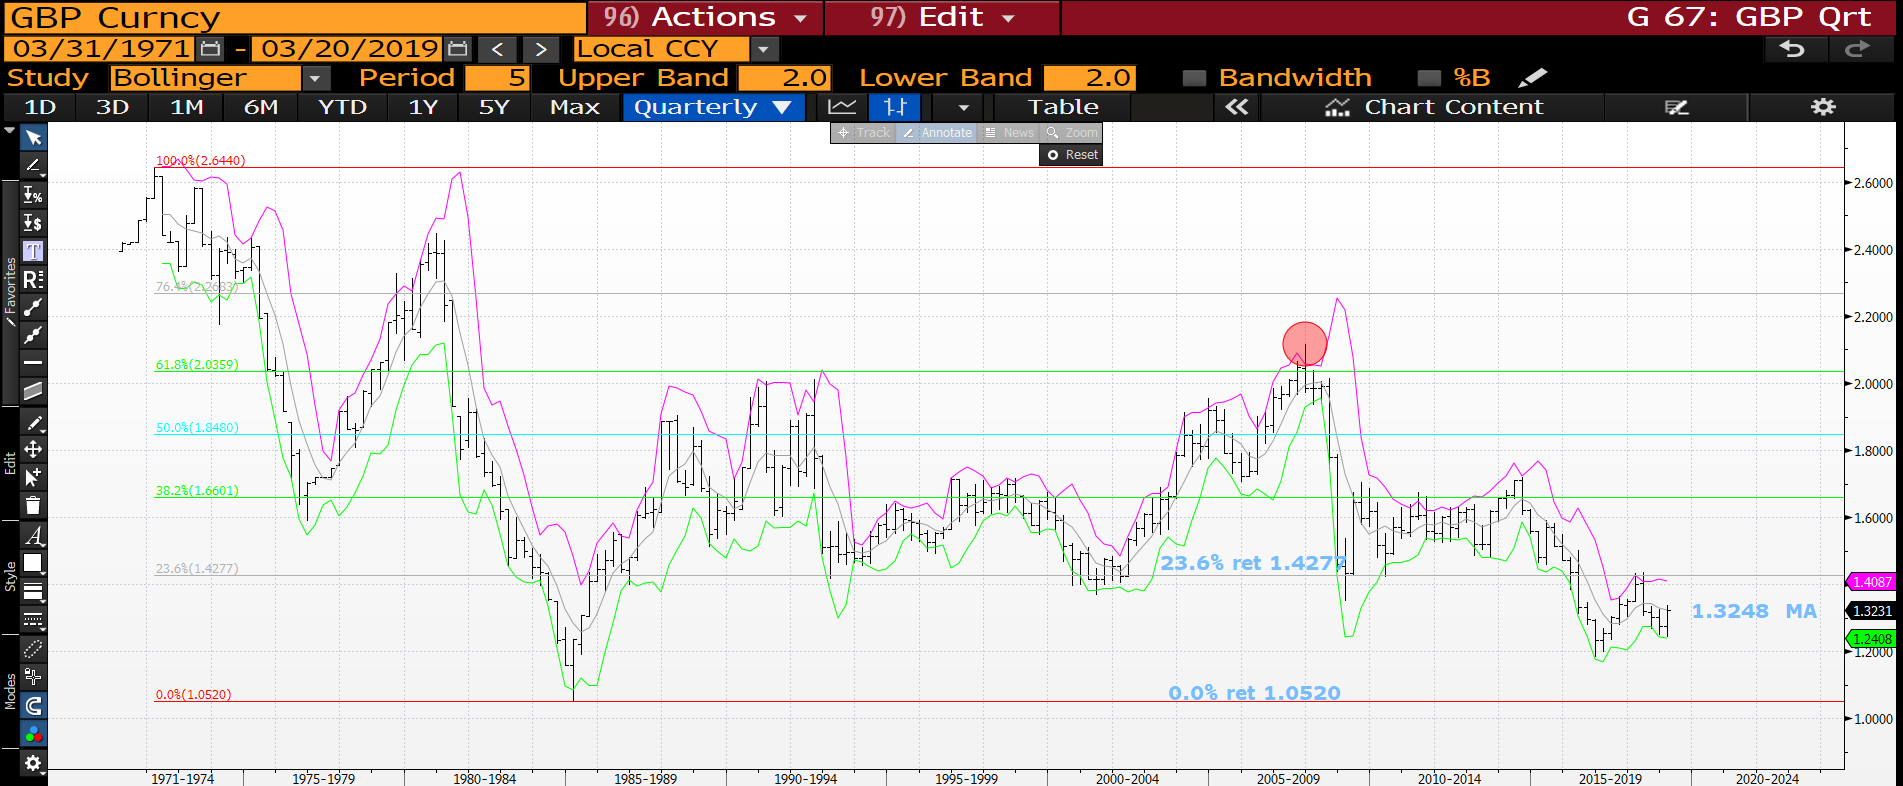 GBP Curncy 96) Actions 97) Edit G 67: GBP Qrt
03/31/1971 - 03/20/2019 < > Local CCY
Study Bollinger Period 5 Upper Band 2.0 Lower Band 2.0 Bandwidth %B
1D 3D 1M 6M YTD 1Y 5Y Max Quarterly Table Chart Content
Track Annotate News Zoom
Reset
Favorites
Edit
Style
Modes
100.0%(2.6440)
76.4%(2.2683)
61.8%(2.0359)
50.0%(1.8480)
38.2%(1.6601)
23.6%(1.4277)
0.0%(1.0520)
23.6% ret 1.4277
1.3248 MA
0.0% ret 1.0520
2.6000
2.4000
2.2000
2.0000
1.8000
1.6000
1.4087
1.3231
1.2408
1.2000
1.0000
1971-1974 1975-1979 1980-1984 1985-1989 1990-1994 1995-1999 2000-2004 2005-2009 2010-2014 2015-2019 2020-2024